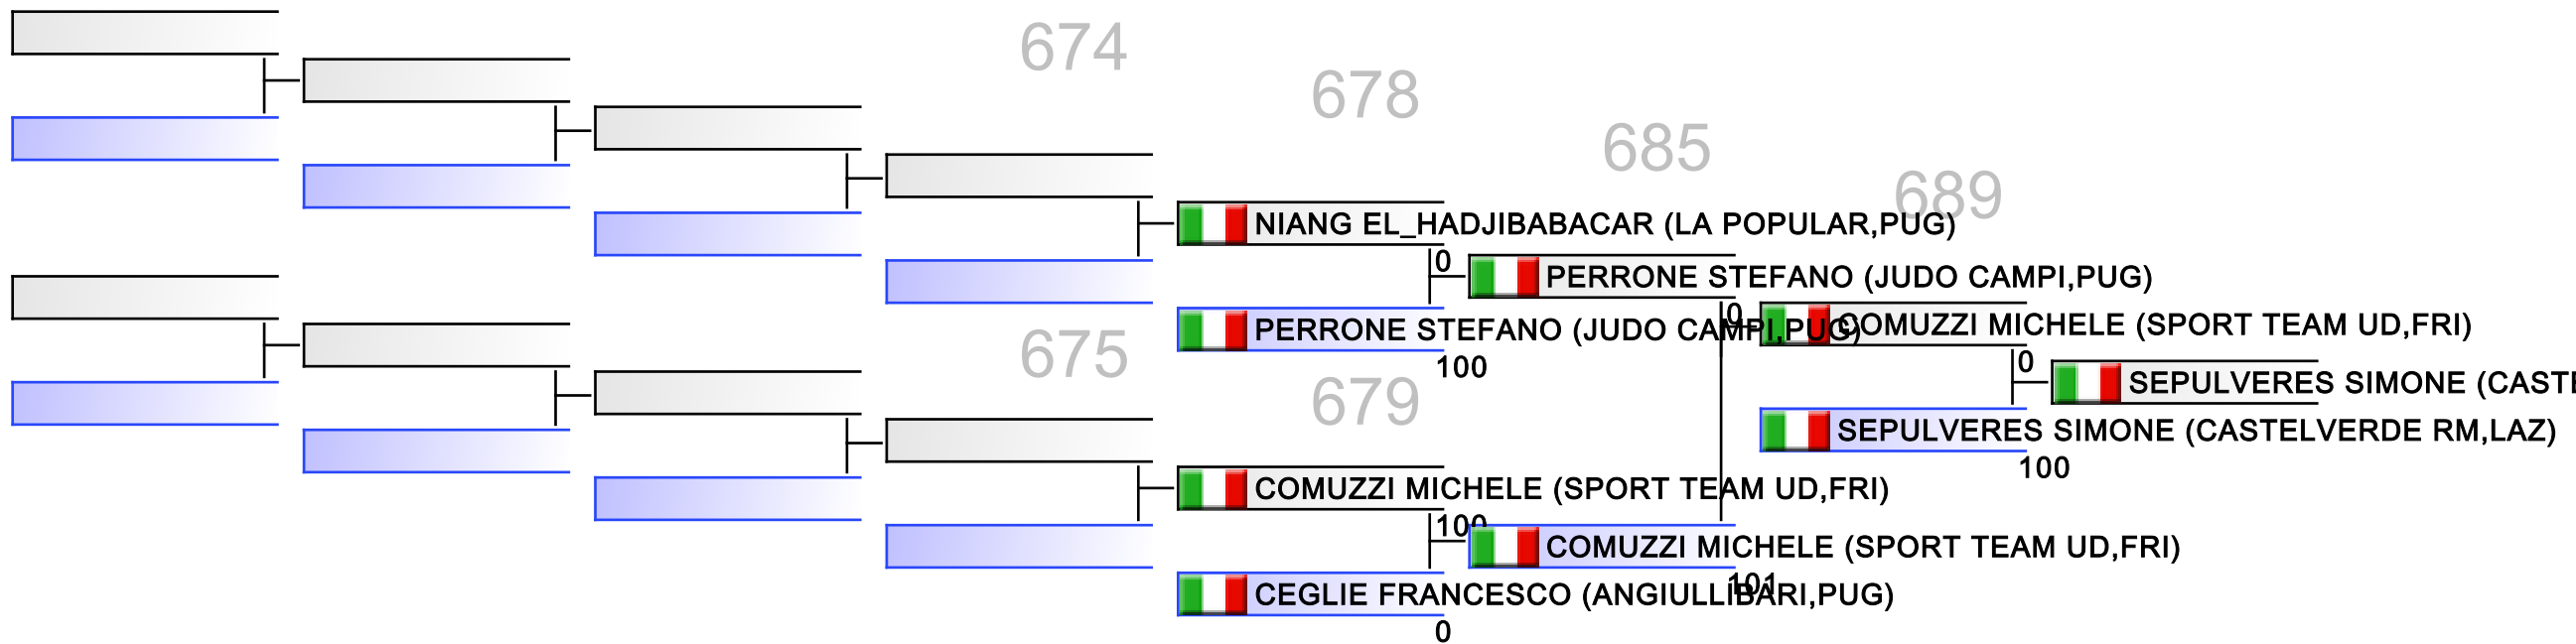 674
678
685
689
NIANG EL_HADJIBABACAR (LA POPULAR,PUG)
0
PERRONE STEFANO (JUDO CAMPI,PUG)
0
COMUZZI MICHELE (SPORT TEAM UD,FRI)
PERRONE STEFANO (JUDO CAMPI,PUG)
675
100
0
SEPULVERES SIMONE (CASTE
679
SEPULVERES SIMONE (CASTELVERDE RM,LAZ)
100
COMUZZI MICHELE (SPORT TEAM UD,FRI)
100
COMUZZI MICHELE (SPORT TEAM UD,FRI)
101
CEGLIE FRANCESCO (ANGIULLIBARI,PUG)
0